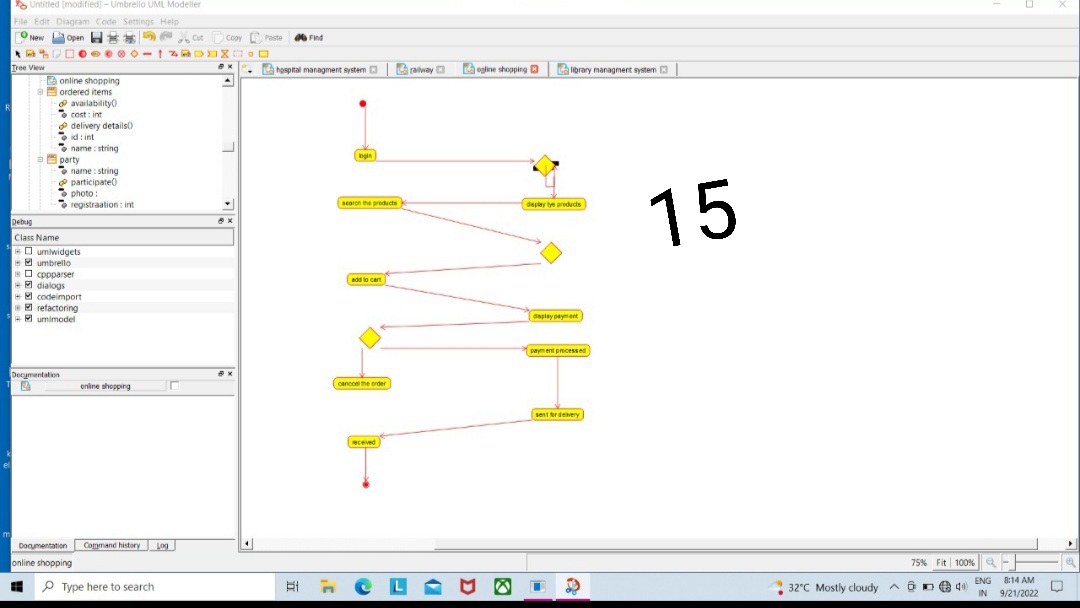 Untitled [modified] – Umbrello UML Modeller
File Edit Diagram Code Settings Help
New Open Cut Copy Paste Find
Tree View
hospital managment system railway online shopping library managment system
online shopping
ordered items
availability()
cost : int
delivery details()
id : int
name : string
party
name : string
participate()
photo :
registraation : int
Debug
Class Name
umlwidgets
umbrello
cppparser
dialogs
codeimport
refactoring
umlmodel
Documentation
online shopping
Documentation Command history Log
online shopping
login
search the products
display tye products
add to cart
display payment
payment processed
canccel the order
sent for delivery
received
15
75% Fit 100%
Type here to search
32°C Mostly cloudy
ENG
IN
8:14 AM
9/21/2022